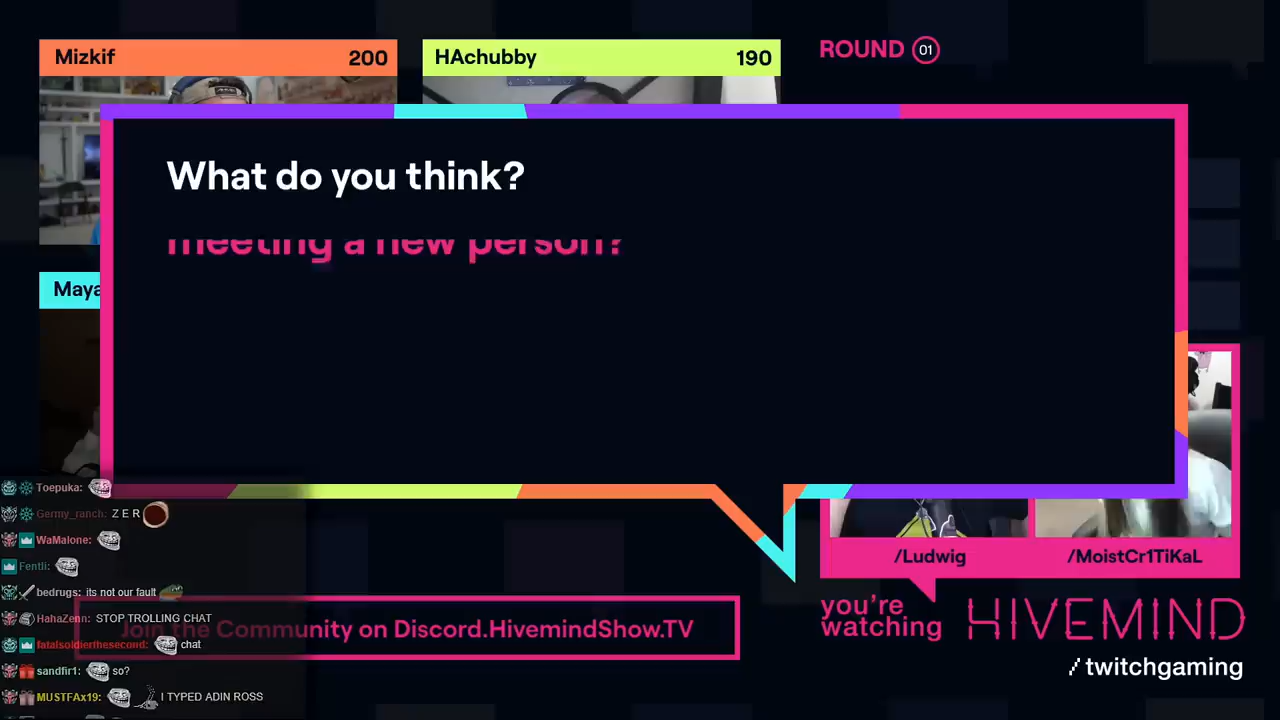 Mizkif 200
HAchubby 190
ROUND 01
What do you think?
meeting a new person?
Maya
Toepuka:
Germy_ranch: Z E R
WaMalone:
Fentli:
bedrugs: its not our fault
HahaZenn: STOP TROLLING CHAT
fatalsoldierthesecond: chat
sandfir1: so?
MUSTFAx19: I TYPED ADIN ROSS
Join the Community on Discord.HivemindShow.TV
/Ludwig
/MoistCr1TiKaL
you're
watching
HIVEMIND
/twitchgaming